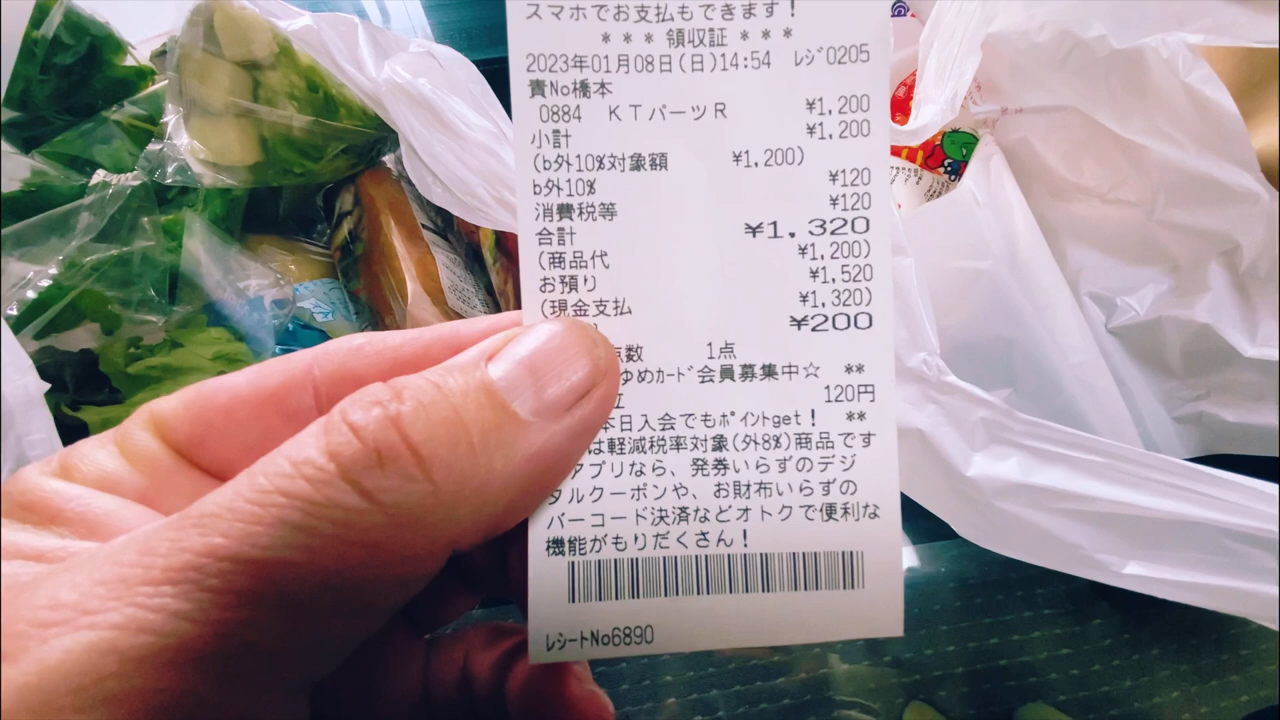 スマホでお支払もできます!
*** 領収証 ***
2023年01月08日(日)14:54 レジ0205
責No橋本
0884 KTパーツR ¥1,200
小計 ¥1,200
(b外10%対象額 ¥1,200)
b外10% ¥120
消費税等 ¥120
合計 ¥1,320
(商品代 ¥1,200)
お預り ¥1,520
(現金支払 ¥1,320)
¥200
点数 1点
ゆめカード会員募集中☆ **
120円
本日入会でもポイントget! **
は軽減税率対象(外8%)商品です
アプリなら、発券いらずのデジ
タルクーポンや、お財布いらずの
バーコード決済などオトクで便利な
機能がもりだくさん!
レシートNo6890